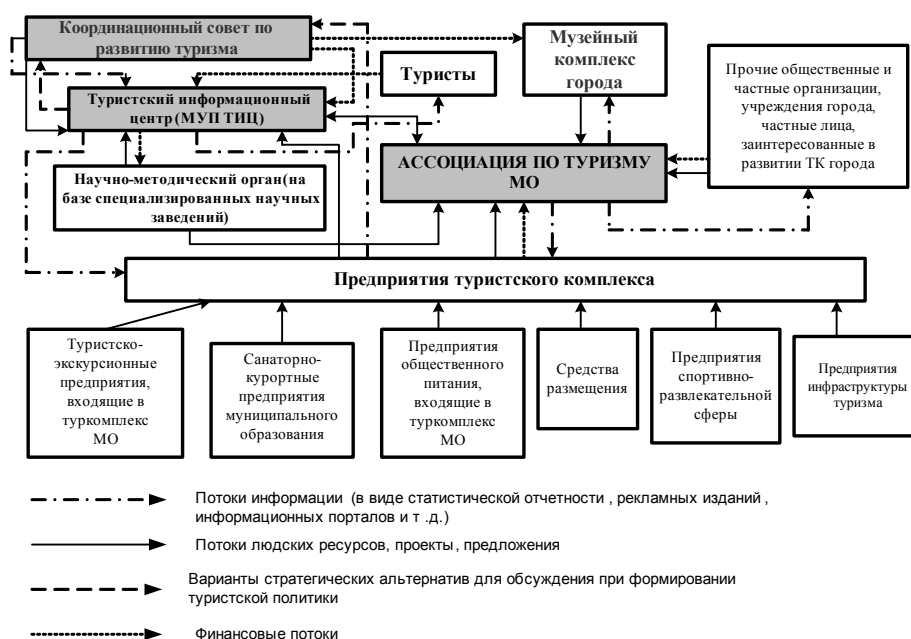 Координационный совет по
развитию туризма
Музейный
комплекс
города
Туристы
Прочие общественные и
частные организации,
учреждения города,
частные лица,
заинтересованные в
развитии ТК города
Туристский информационный
центр (МУП ТИЦ)
АССОЦИАЦИЯ ПО ТУРИЗМУ
МО
Научно-методический орган(на
базе специализированных научных
заведений)
Предприятия туристского комплекса
Туристско-
экскурсионные
предприятия,
входящие в
туркомплекс
МО
Санаторно-
курортные
предприятия
муниципального
образования
Предприятия
общественного
питания,
входящие в
туркомплекс МО
Средства
размещения
Предприятия
спортивно-
развлекательной
сферы
Предприятия
инфраструктуры
туризма
Потоки информации (в виде статистической отчетности , рекламных изданий ,
информационных порталов и т .д.)
Потоки людских ресурсов, проекты, предложения
Варианты стратегических альтернатив для обсуждения при формировании
туристской политики
Финансовые потоки